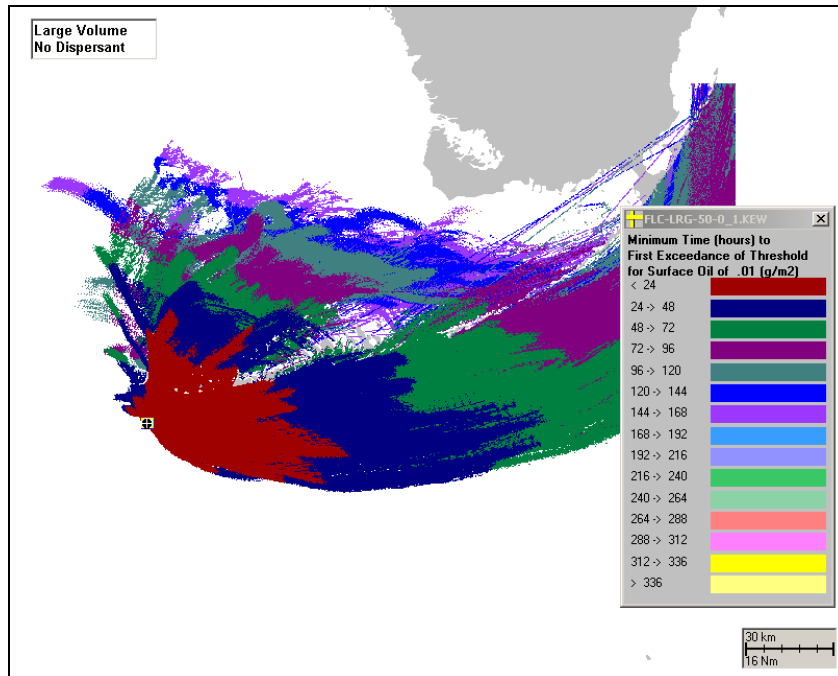 Large Volume
No Dispersant
FLC-LRG-50-0_1.KEW
Minimum Time (hours) to
First Exceedance of Threshold
for Surface Oil of .01 (g/m2)
< 24
24 -> 48
48 -> 72
72 -> 96
96 -> 120
120 -> 144
144 -> 168
168 -> 192
192 -> 216
216 -> 240
240 -> 264
264 -> 288
288 -> 312
312 -> 336
> 336
30 km
16 Nm